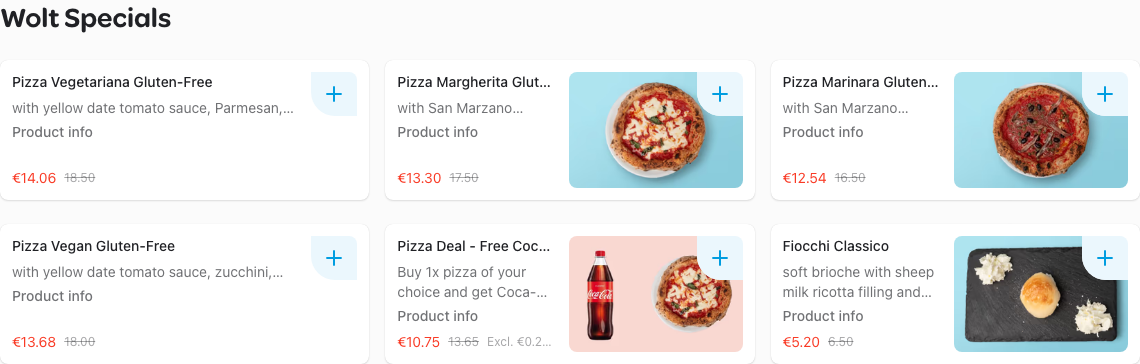 Wolt Specials
Pizza Vegetariana Gluten-Free
with yellow date tomato sauce, Parmesan,...
Product info
€14.06 18.50
Pizza Margherita Glut...
with San Marzano...
Product info
€13.30 17.50
Pizza Marinara Gluten...
with San Marzano...
Product info
€12.54 16.50
Pizza Vegan Gluten-Free
with yellow date tomato sauce, zucchini,...
Product info
€13.68 18.00
Pizza Deal - Free Coc...
Buy 1x pizza of your
choice and get Coca-...
Product info
€10.75 13.65 Excl. €0.2...
Coca-Cola
Fiocchi Classico
soft brioche with sheep
milk ricotta filling and...
Product info
€5.20 6.50